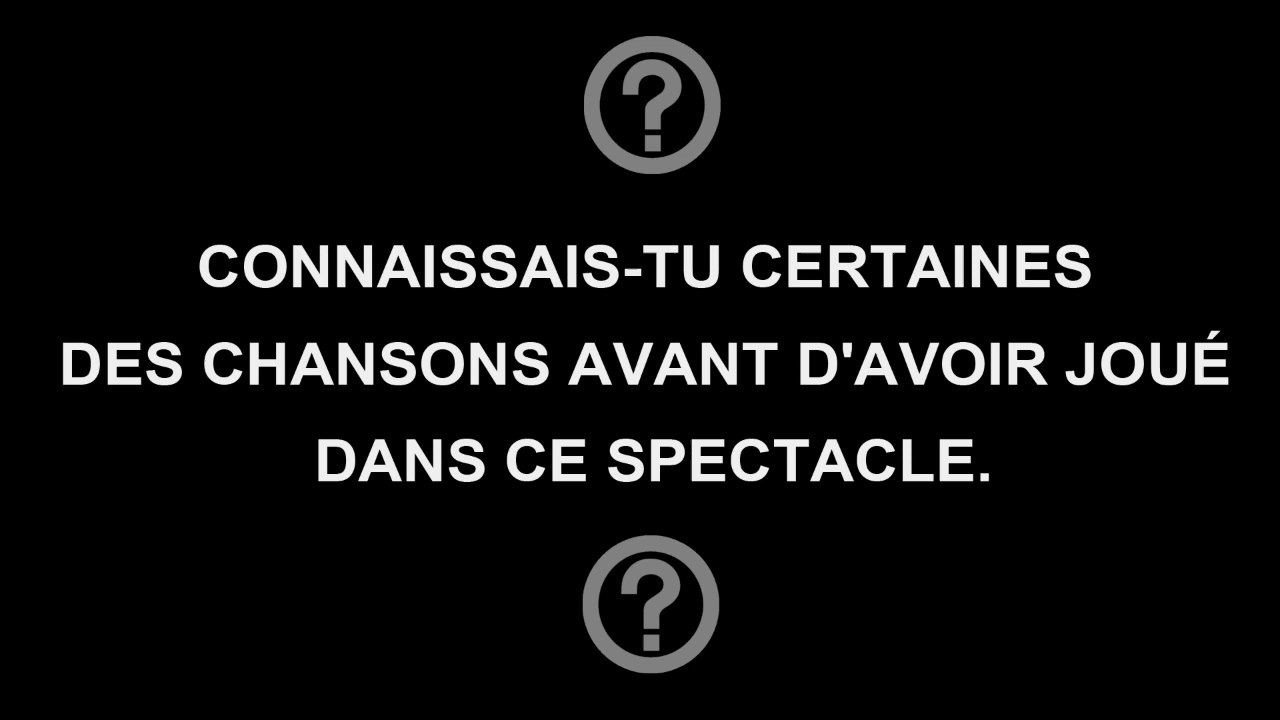 ?
CONNAISSAIS-TU CERTAINES
DES CHANSONS AVANT D'AVOIR JOUÉ
DANS CE SPECTACLE.
?